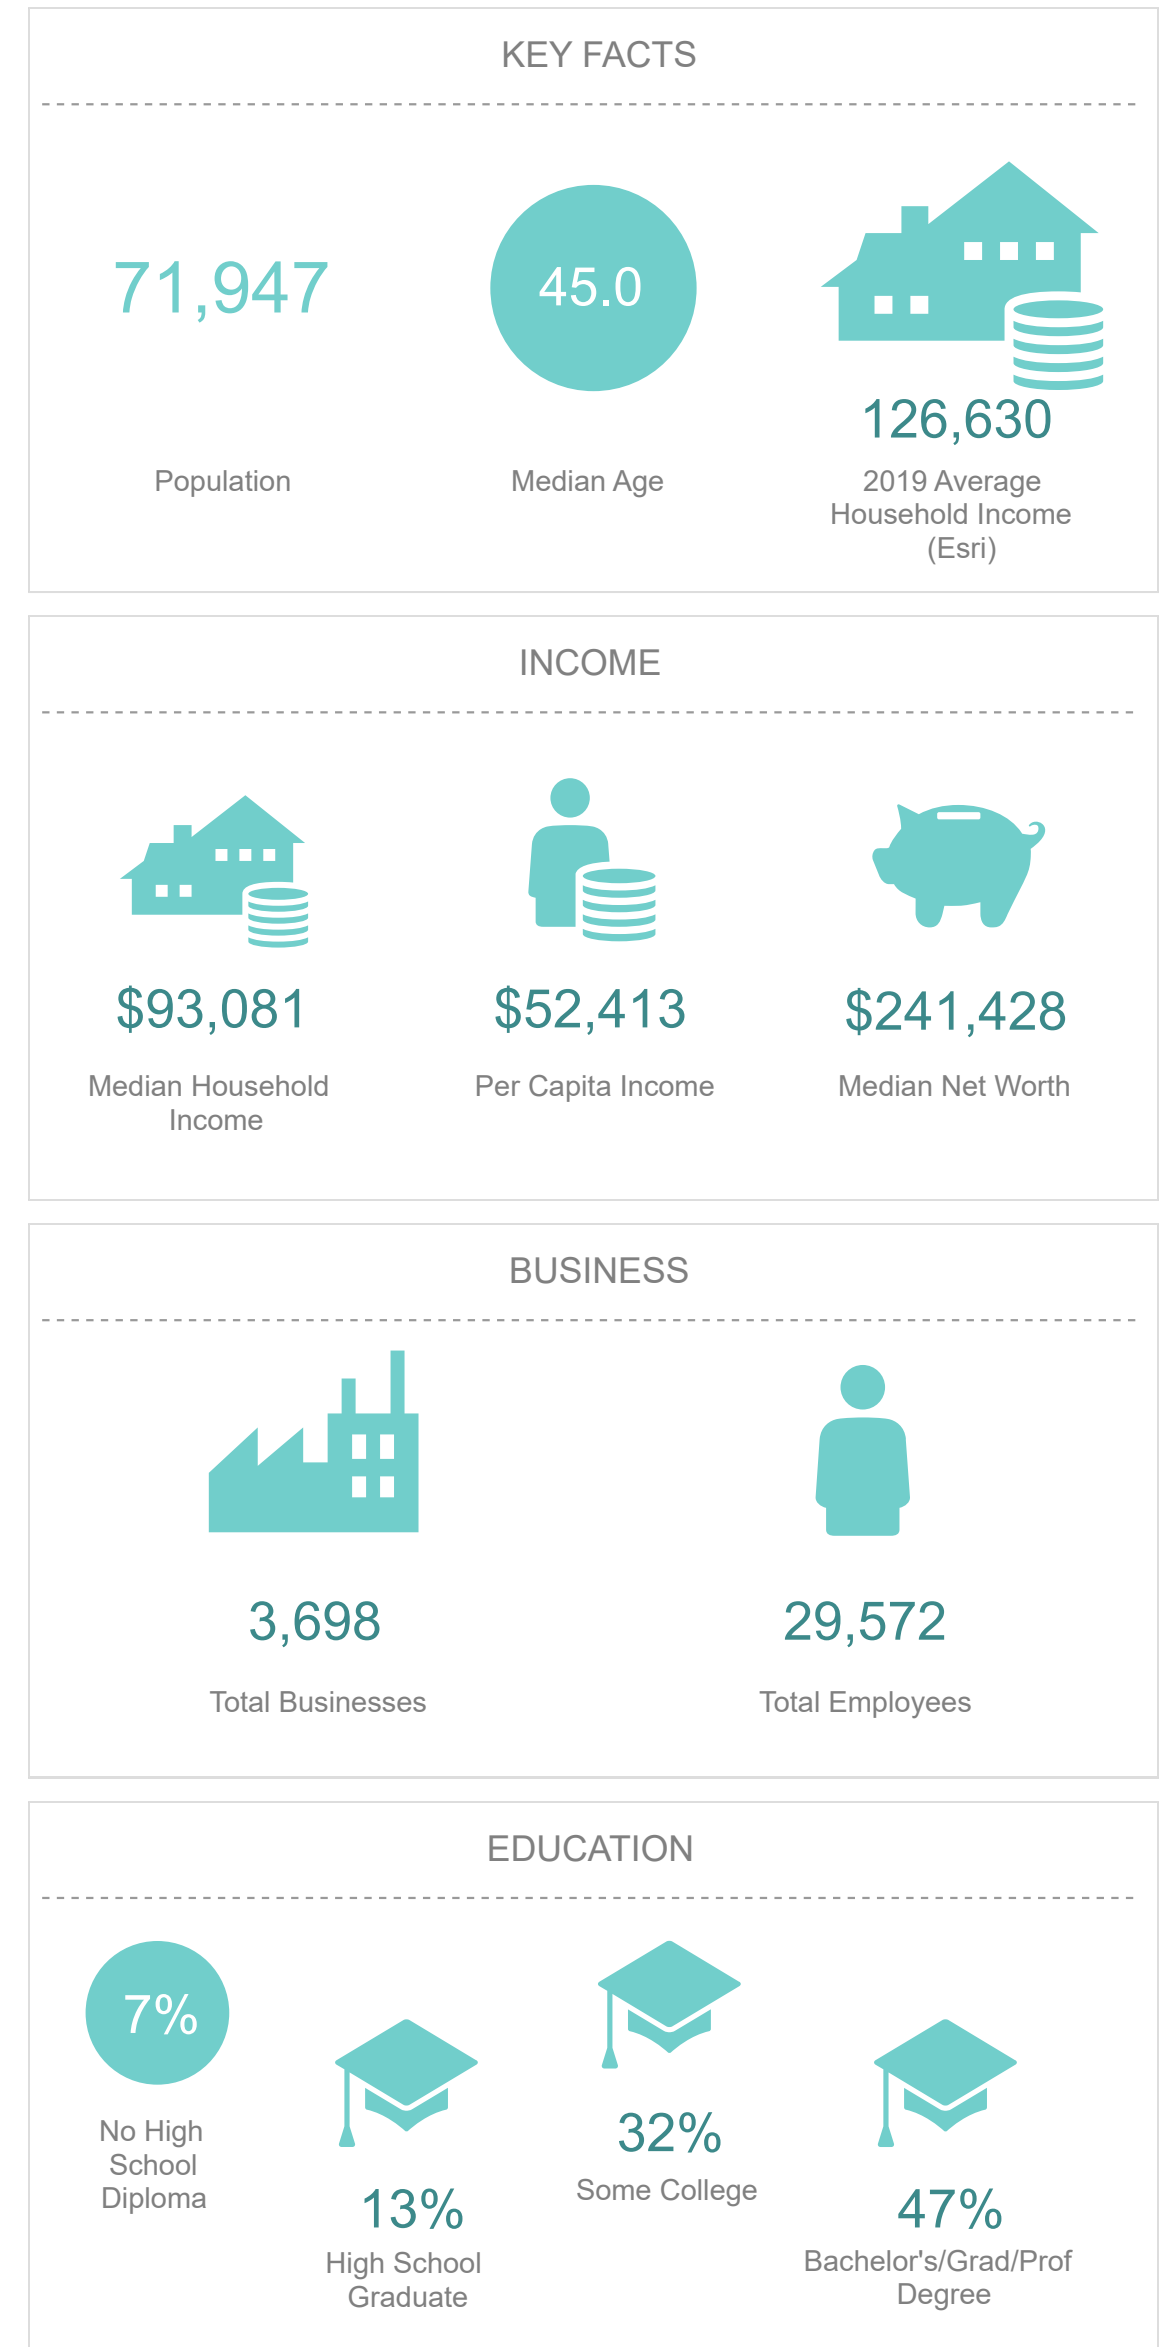 KEY FACTS
71,947
Population
45.0
Median Age
126,630
2019 Average
Household Income
(Esri)
INCOME
$93,081
Median Household
Income
$52,413
Per Capita Income
$241,428
Median Net Worth
BUSINESS
3,698
Total Businesses
29,572
Total Employees
EDUCATION
7%
No High
School
Diploma
13%
High School
Graduate
32%
Some College
47%
Bachelor's/Grad/Prof
Degree